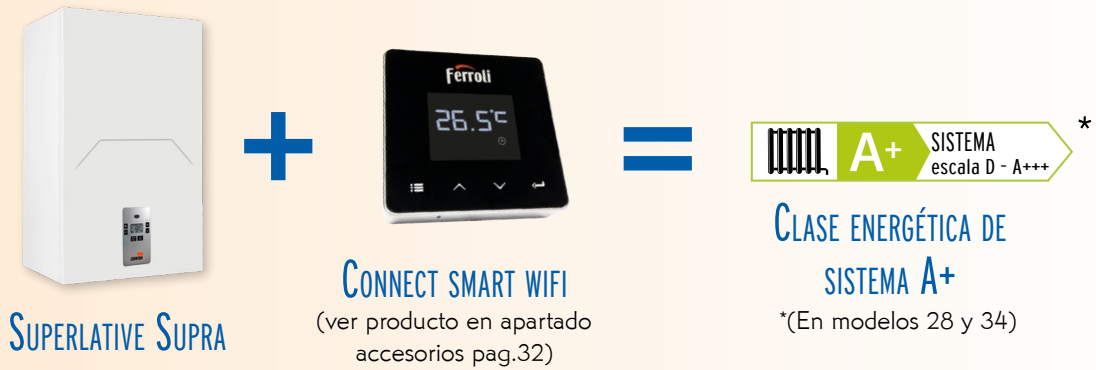 Ferroli
26.5°C
SUPERLATIVE SUPRA
CONNECT SMART WIFI
(ver producto en apartado
accesorios pag.32)
A+
SISTEMA
escala D - A+++
*
CLASE ENERGÉTICA DE
SISTEMA A+
*(En modelos 28 y 34)